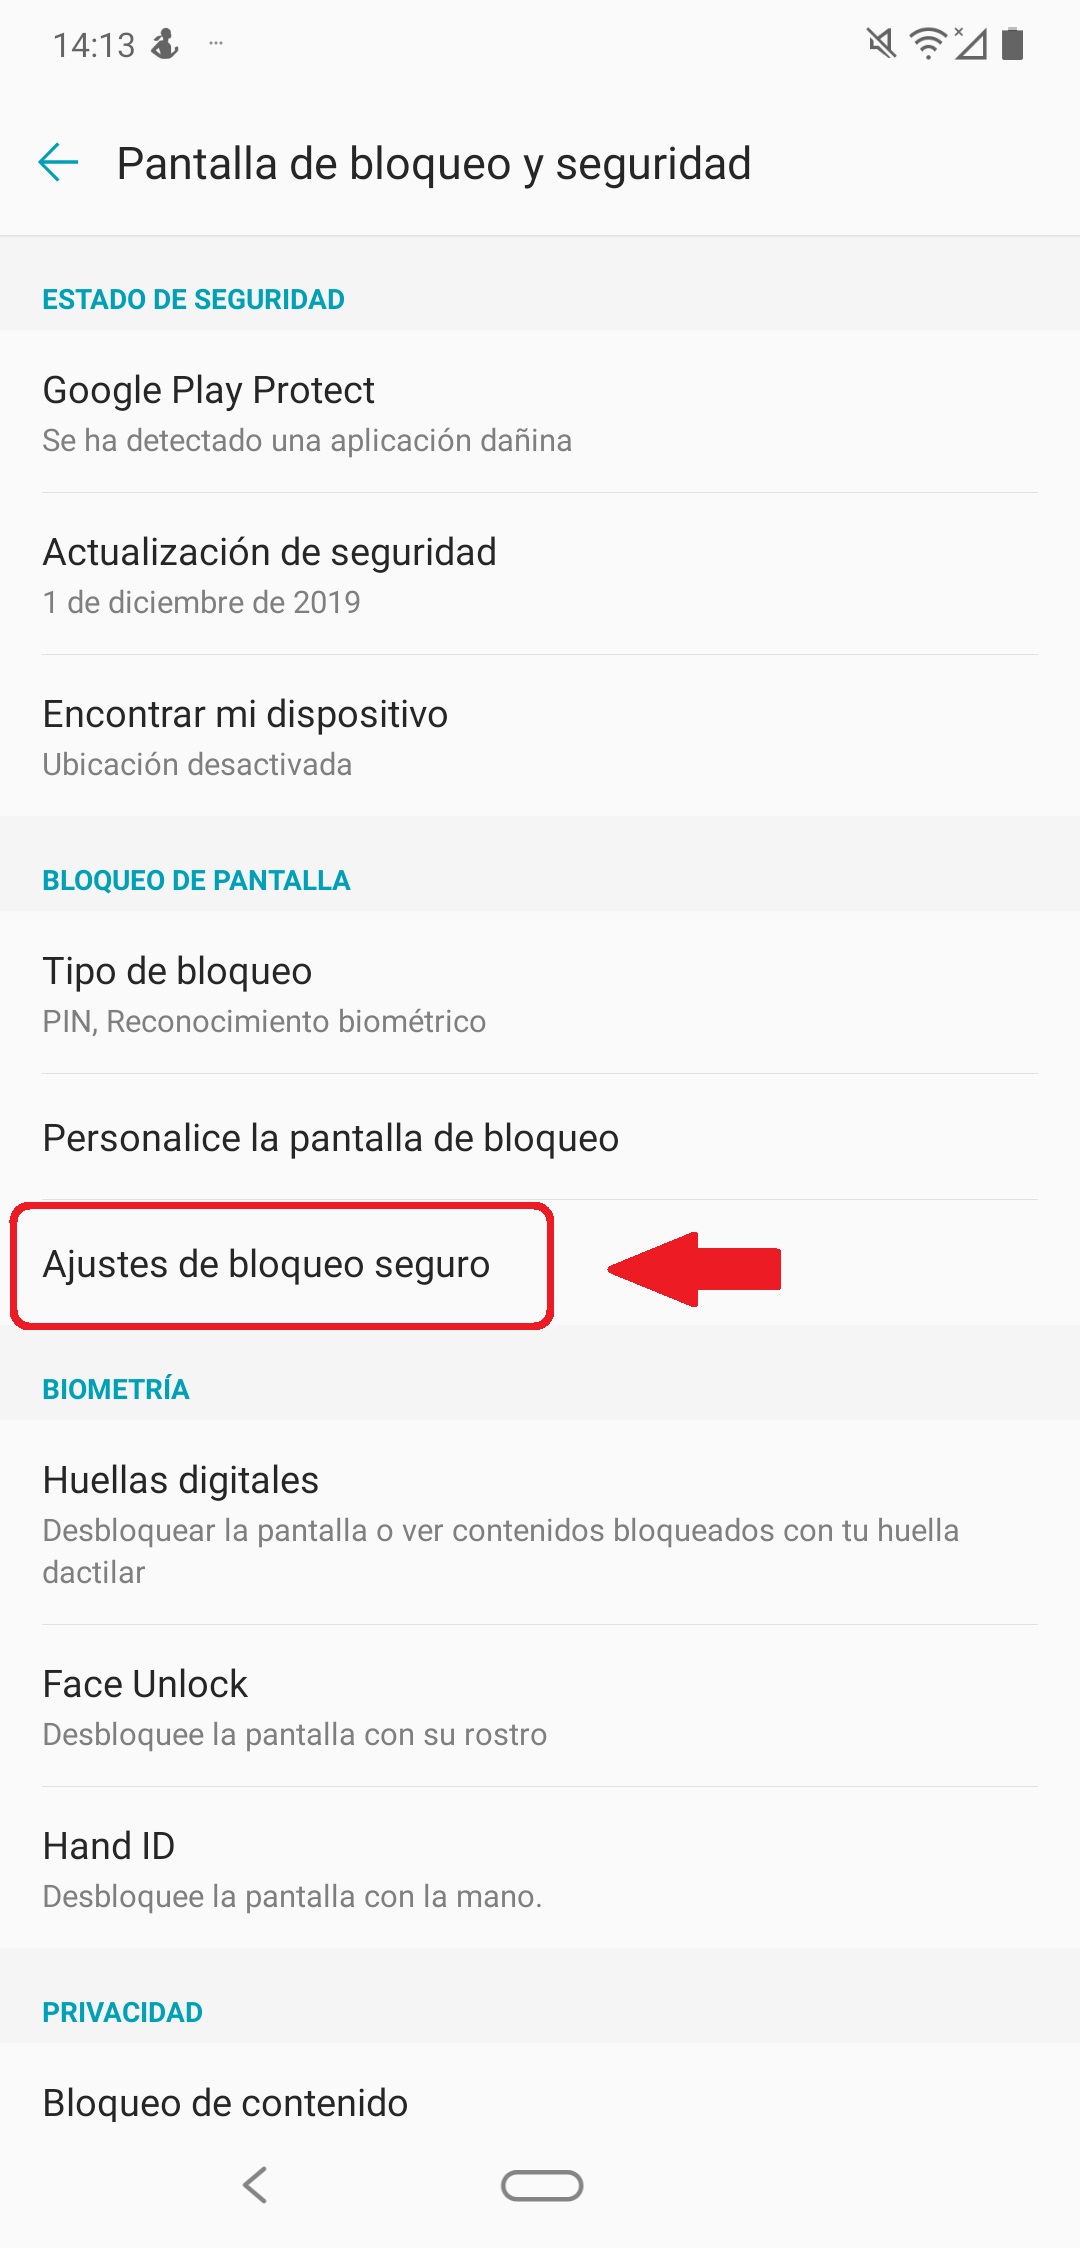 14:13
Pantalla de bloqueo y seguridad
ESTADO DE SEGURIDAD
Google Play Protect
Se ha detectado una aplicación dañina
Actualización de seguridad
1 de diciembre de 2019
Encontrar mi dispositivo
Ubicación desactivada
BLOQUEO DE PANTALLA
Tipo de bloqueo
PIN, Reconocimiento biométrico
Personalice la pantalla de bloqueo
Ajustes de bloqueo seguro
BIOMETRÍA
Huellas digitales
Desbloquear la pantalla o ver contenidos bloqueados con tu huella
dactilar
Face Unlock
Desbloquee la pantalla con su rostro
Hand ID
Desbloquee la pantalla con la mano.
PRIVACIDAD
Bloqueo de contenido